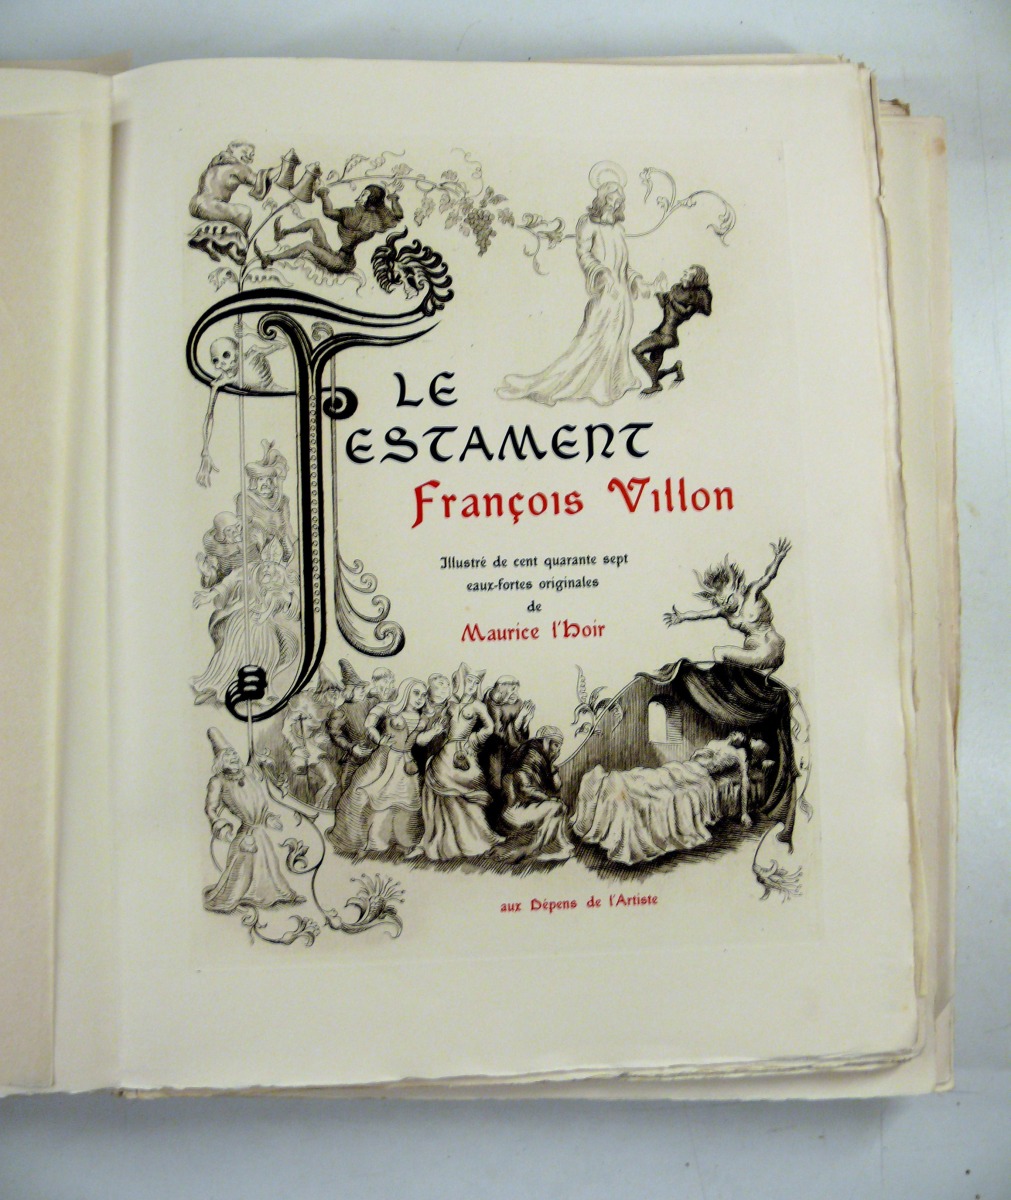 LE
TESTAMENT
François Villon
Illustré de cent quarante sept
eaux-fortes originales
de
Maurice l'Hoir
aux Dépens de l'Artiste